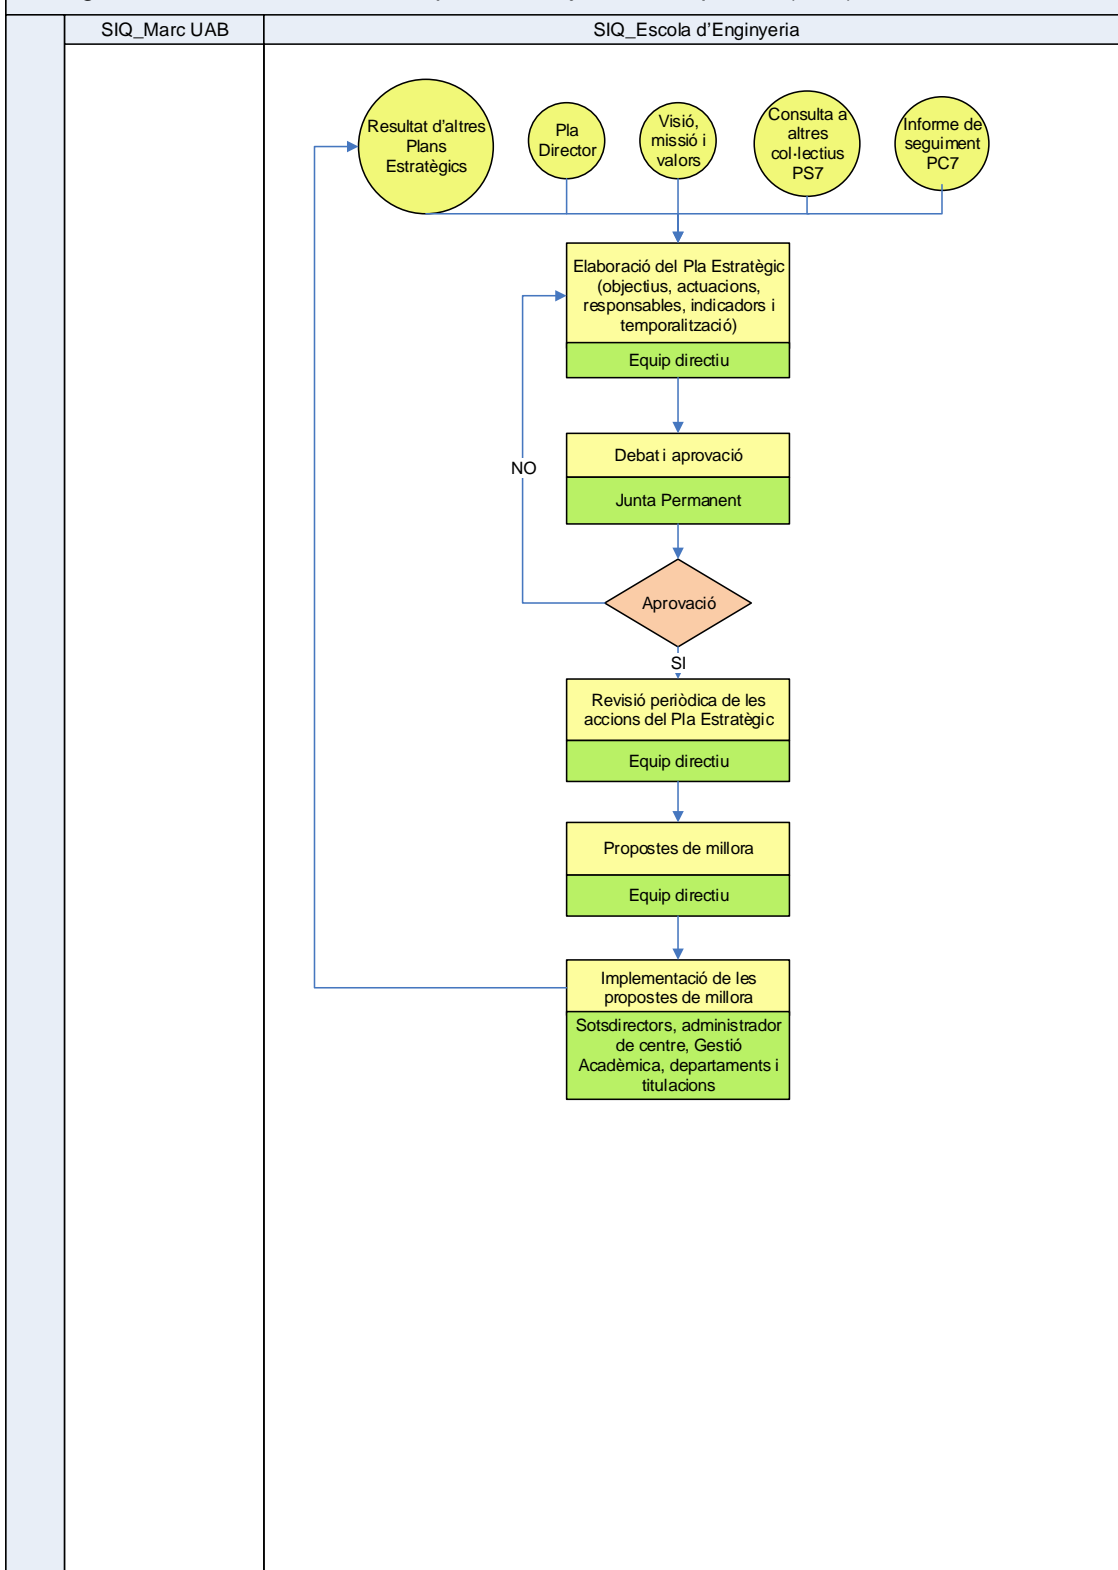 SIQ_Marc UAB
SIQ_Escola d'Enginyeria
Resultat d'altres
Plans
Estratègics
Pla
Director
Visió,
missió i
valors
Consulta a
altres
col·lectius
PS7
Informe de
seguiment
PC7
Elaboració del Pla Estratègic
(objectius, actuacions,
responsables, indicadors i
temporalització)
Equip directiu
Debat i aprovació
Junta Permanent
NO
Aprovació
SI
Revisió periòdica de les
accions del Pla Estratègic
Equip directiu
Propostes de millora
Equip directiu
Implementació de les
propostes de millora
Sotsdirectors, administrador
de centre, Gestió
Acadèmica, departaments i
titulacions